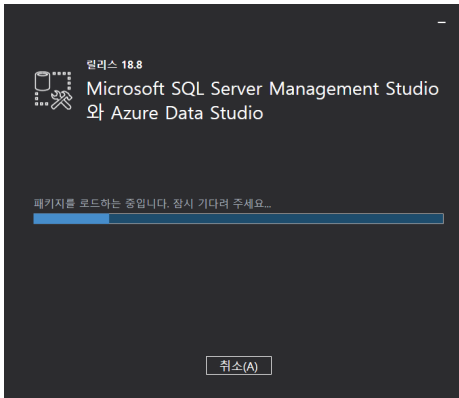 릴리스 18.8
Microsoft SQL Server Management Studio
와 Azure Data Studio
패키지를 로드하는 중입니다. 잠시 기다려 주세요...
취소(A)